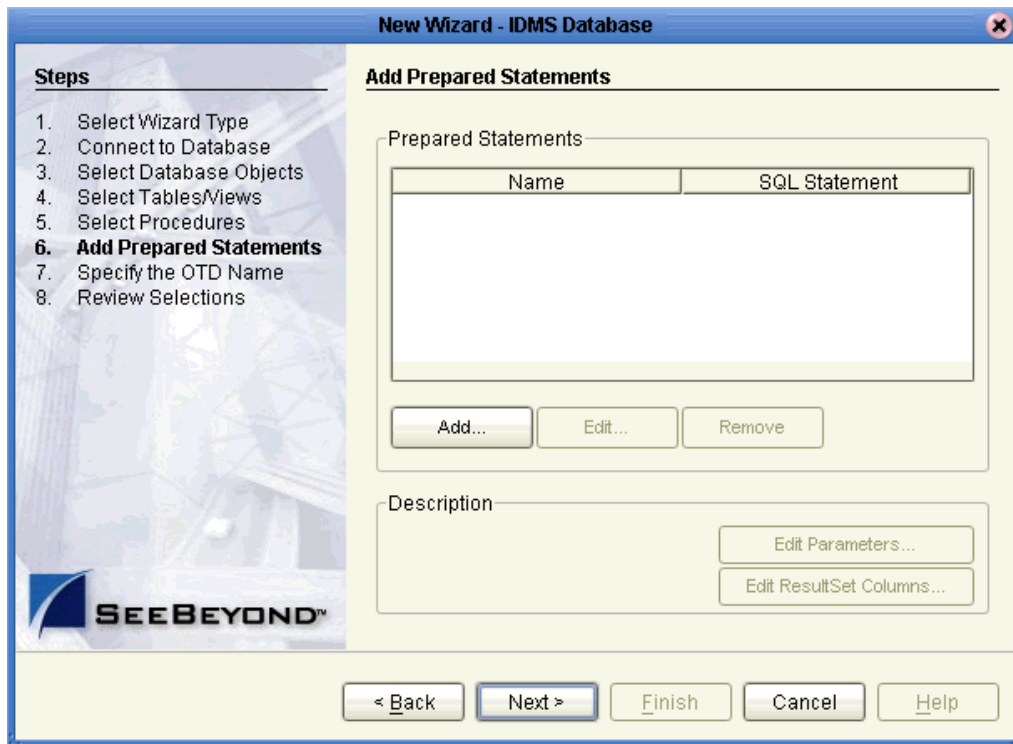 New Wizard - IDMS Database
Steps
1. Select Wizard Type
2. Connect to Database
3. Select Database Objects
4. Select Tables/Views
5. Select Procedures
6. Add Prepared Statements
7. Specify the OTD Name
8. Review Selections
SEEBEYOND™
Add Prepared Statements
Prepared Statements
Name SQL Statement
Add... Edit... Remove
Description
Edit Parameters...
Edit ResultSet Columns...
< Back Next > Finish Cancel Help